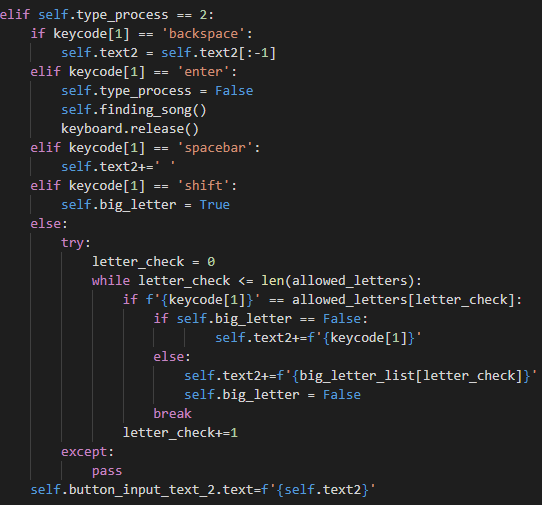 elif self.type_process == 2:
    if keycode[1] == 'backspace':
        self.text2 = self.text2[:-1]
    elif keycode[1] == 'enter':
        self.type_process = False
        self.finding_song()
        keyboard.release()
    elif keycode[1] == 'spacebar':
        self.text2+=' '
    elif keycode[1] == 'shift':
        self.big_letter = True
    else:
        try:
            letter_check = 0
            while letter_check <= len(allowed_letters):
                if f'{keycode[1]}' == allowed_letters[letter_check]:
                    if self.big_letter == False:
                            self.text2+=f'{keycode[1]}'
                    else:
                        self.text2+=f'{big_letter_list[letter_check]}'
                        self.big_letter = False
                    break
                letter_check+=1
        except:
            pass
    self.button_input_text_2.text=f'{self.text2}'